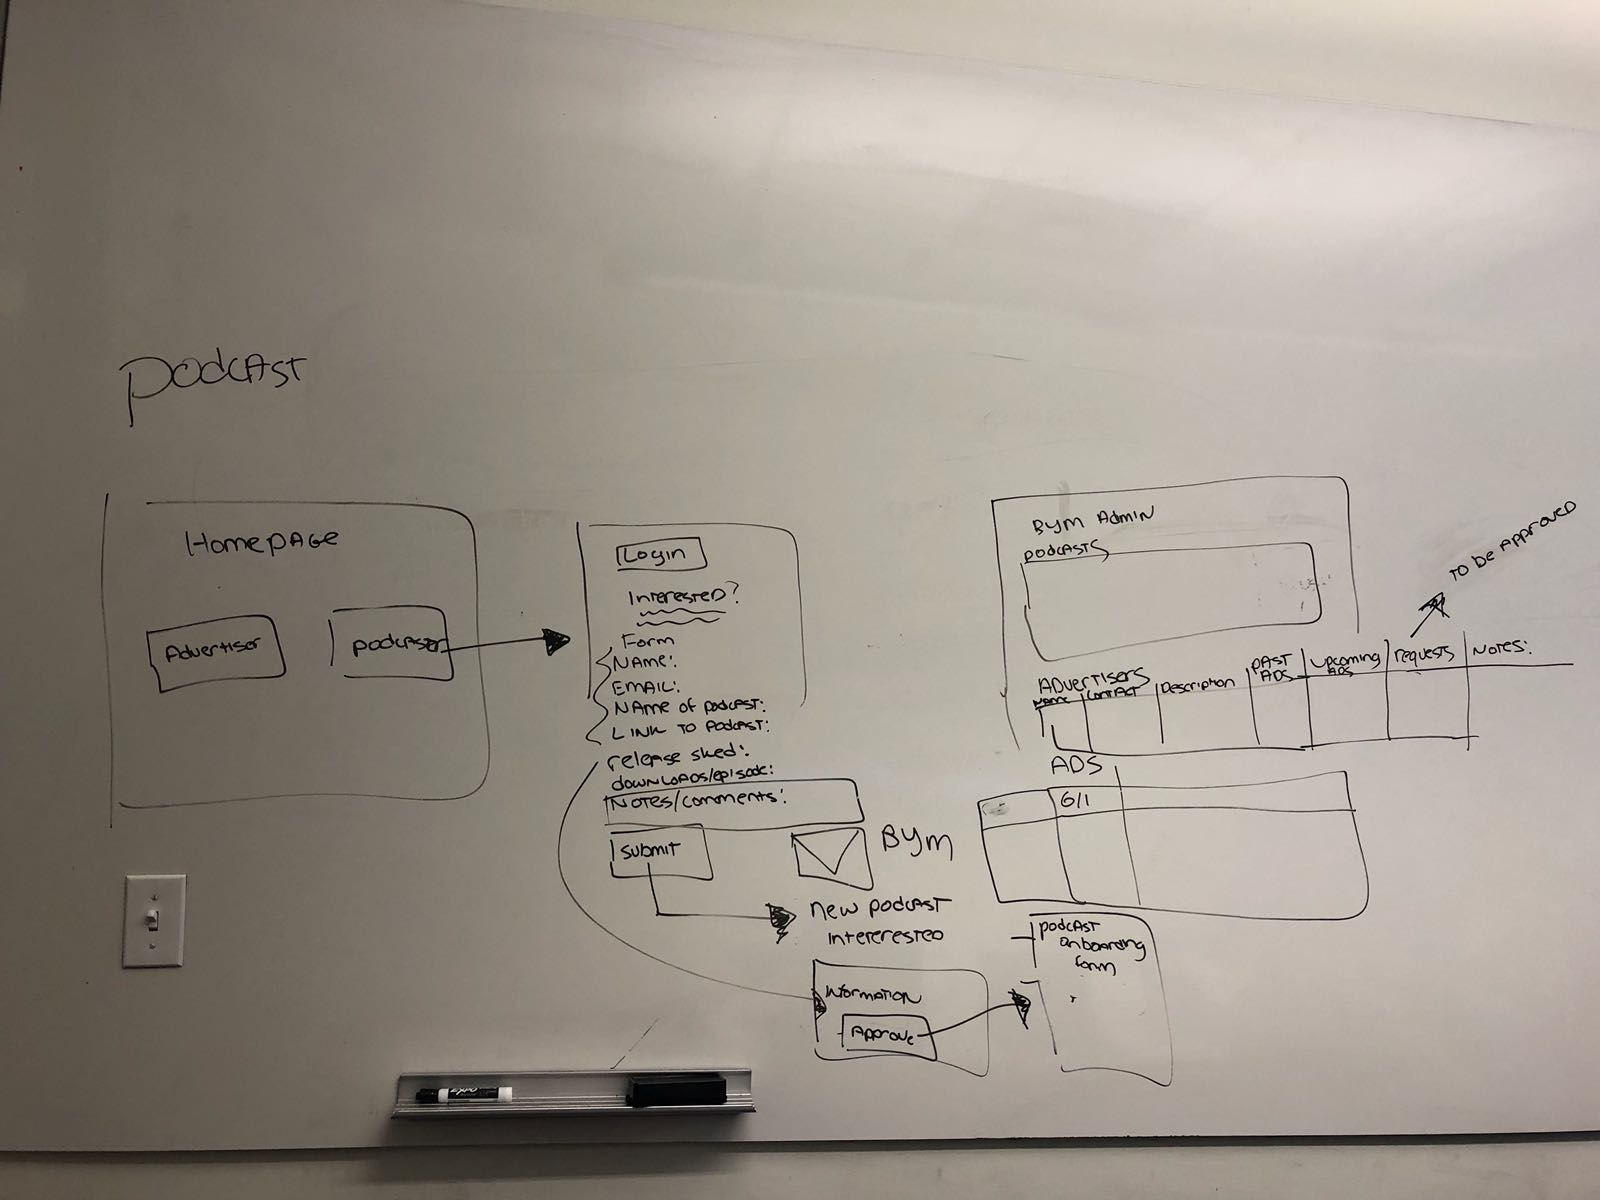 Podcast
Homepage
Advertiser
podcaster
Login
Interested?
Form
Name:
Email:
Name of podcast:
Link to podcast:
release sked:
downloads/episode:
Notes/comments:
submit
Bym
new podcast
intererested
Information
Approve
podcast
onboarding
form
Bym Admin
podcasts
Advertisers
Name Contact Description past ads upcoming ads requests Notes:
to be approved
ADS
6/1
EXPO